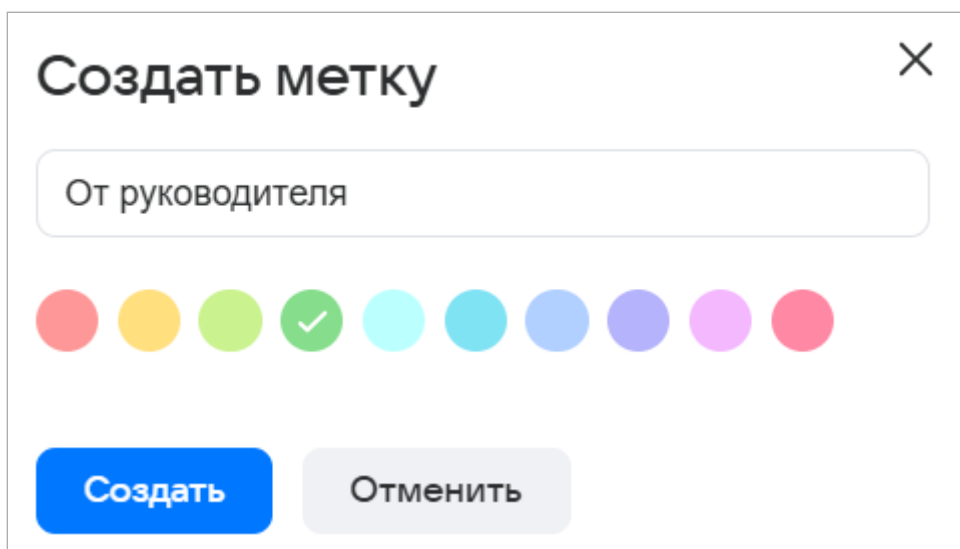 Создать метку
От руководителя
Создать Отменить